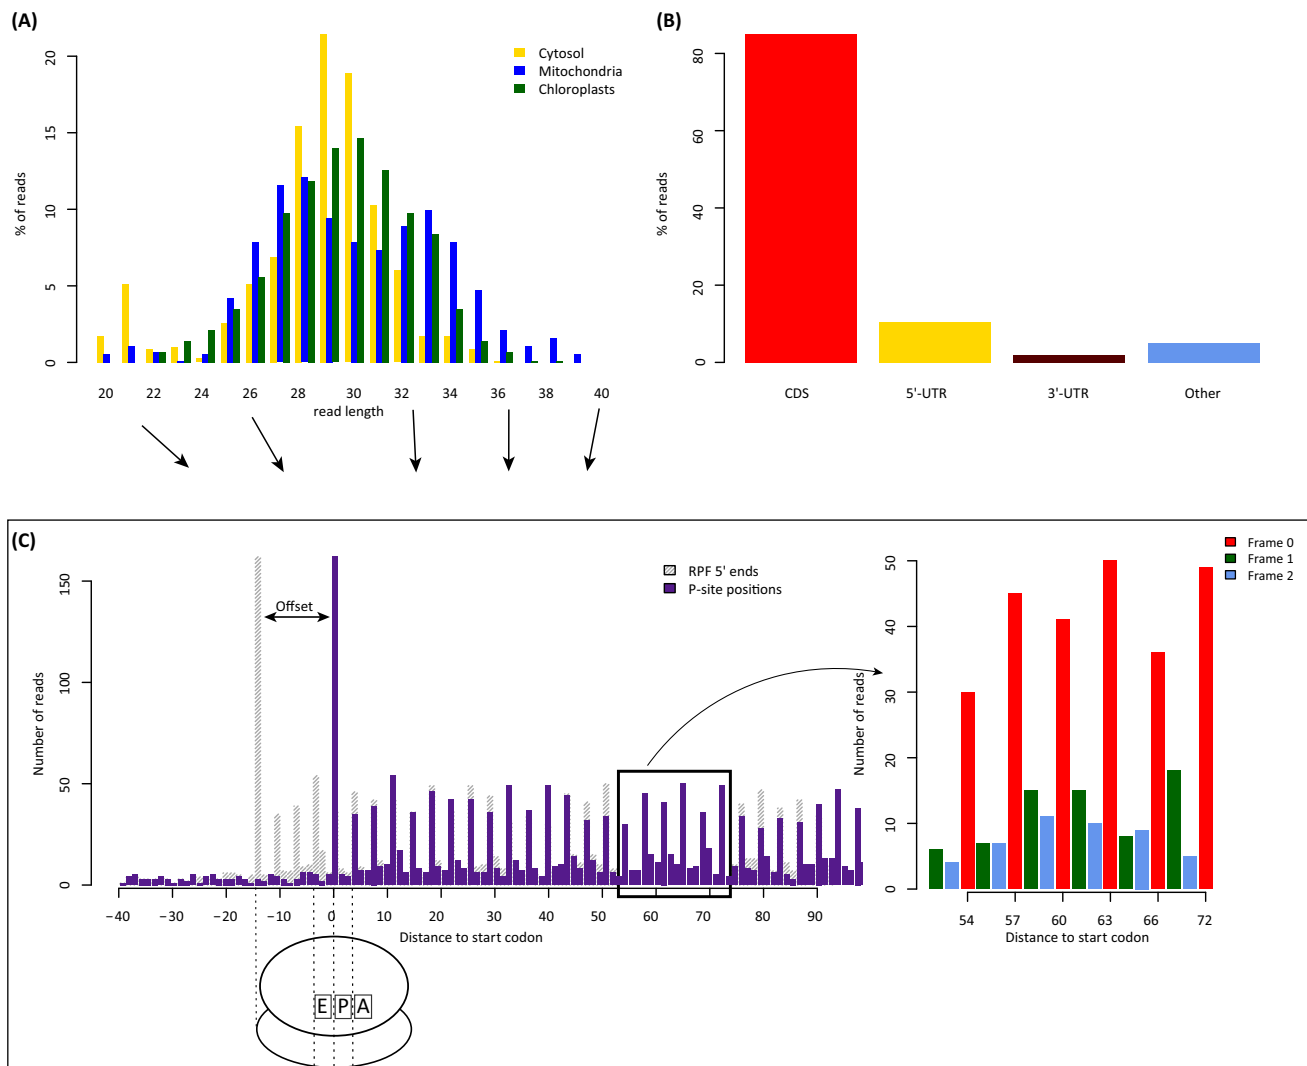 (A)
% of reads
20
15
10
5
0
Cytosol
Mitochondria
Chloroplasts
20 22 24 26 28 30 32 34 36 38 40
read length
(B)
% of reads
80
60
40
20
0
CDS 5'-UTR 3'-UTR Other
(C)
Number of reads
150
100
50
0
Offset
RPF 5' ends
P-site positions
−40 −30 −20 −10 0 10 20 30 40 50 60 70 80 90
Distance to start codon
E P A
Frame 0
Frame 1
Frame 2
Number of reads
50
40
30
20
10
0
54 57 60 63 66 72
Distance to start codon